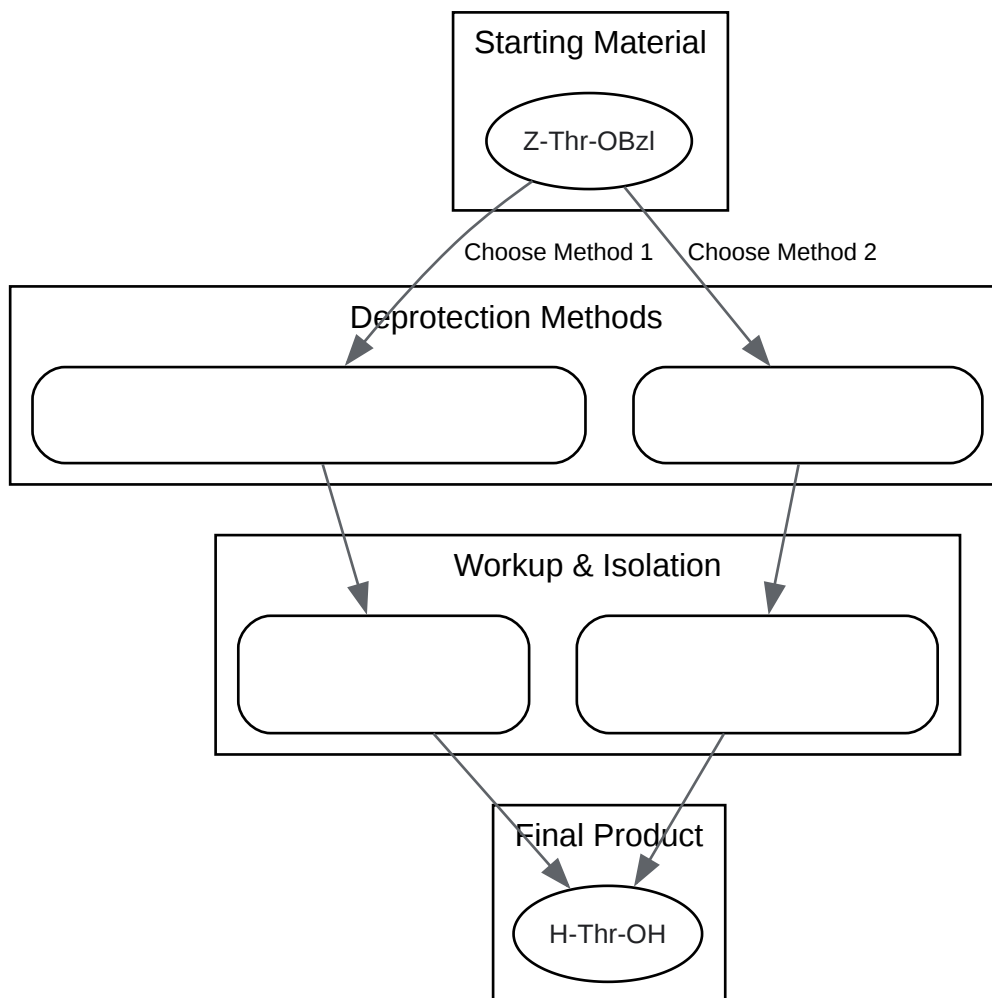 Starting Material
Z-Thr-OBzl
Choose Method 1
Choose Method 2
Deprotection Methods
Workup & Isolation
Final Product
H-Thr-OH